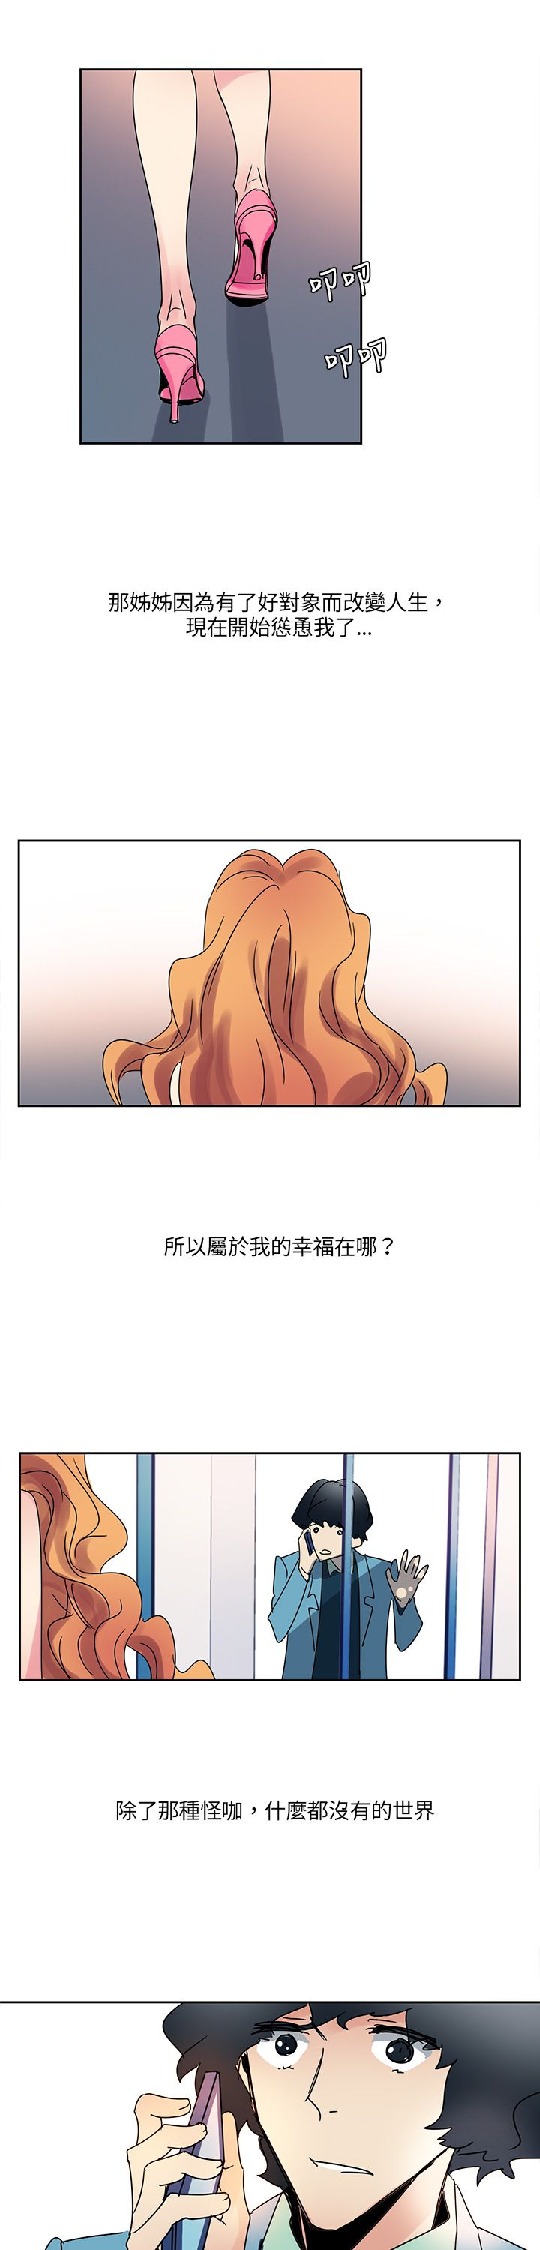 叩叩
叩叩
那姊姊因為有了好對象而改變人生，
現在開始慫恿我了...
所以屬於我的幸福在哪？
除了那種怪咖，什麼都沒有的世界